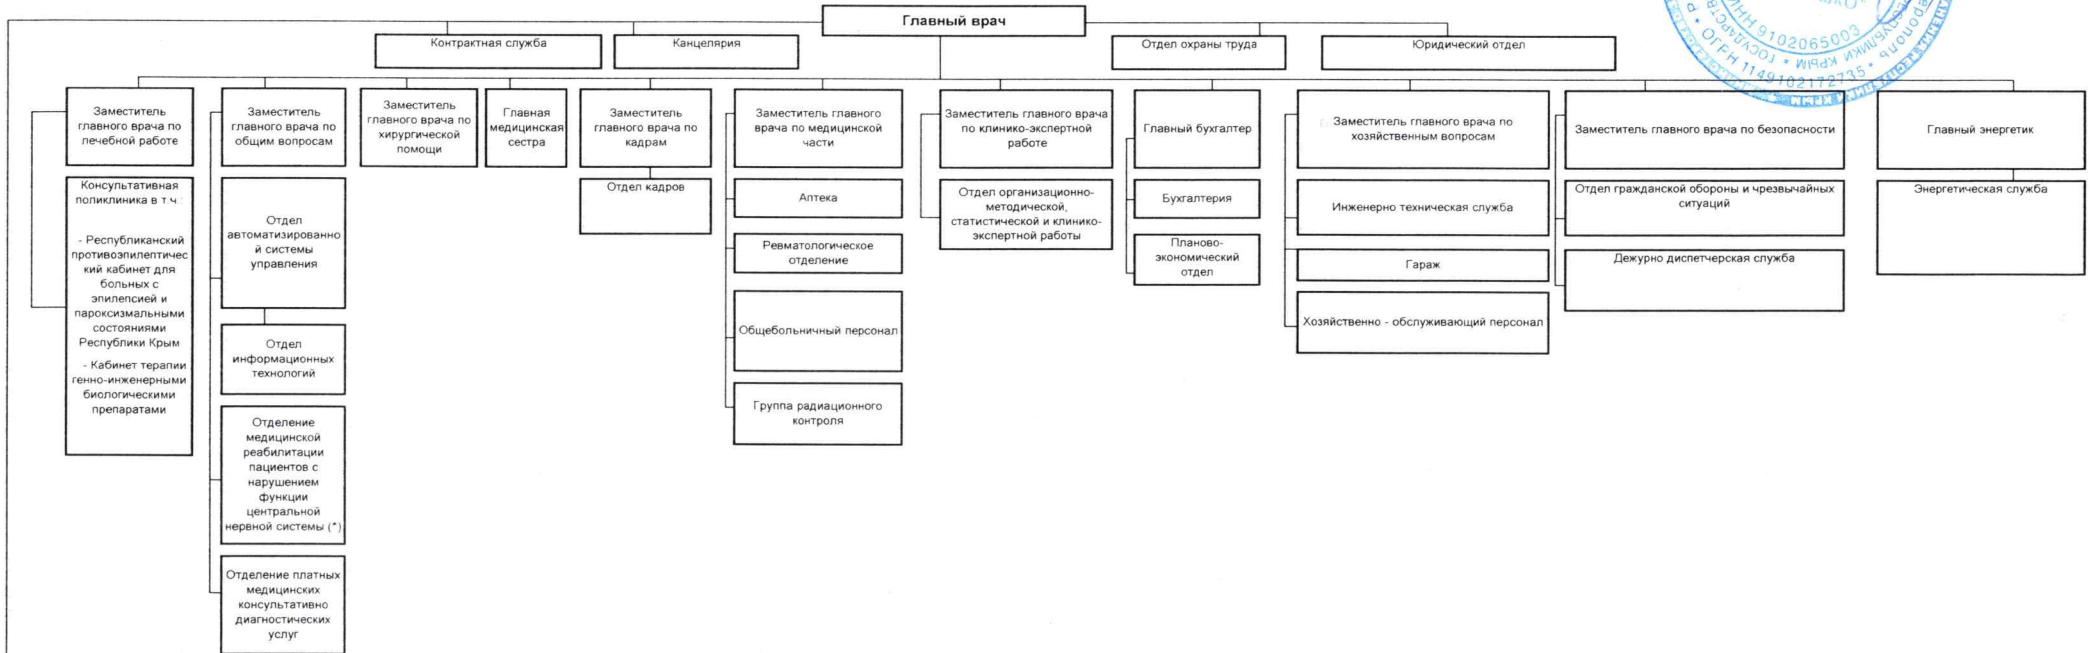 Главный врач
Контрактная служба
Канцелярия
Отдел охраны труда
Юридический отдел
Заместитель
главного врача по
лечебной работе
Заместитель
главного врача по
общим вопросам
Заместитель
главного врача по
хирургической
помощи
Главная
медицинская
сестра
Заместитель
главного врача по
кадрам
Заместитель главного
врача по медицинской
части
Заместитель главного врача
по клинико-экспертной
работе
Главный бухгалтер
Заместитель главного врача по
хозяйственным вопросам
Заместитель главного врача по безопасности
Главный энергетик
Консультативная
поликлиника в т.ч.:
- Республиканский
противоэпилептичес
кий кабинет для
больных с
эпилепсией и
пароксизмальными
состояниями
Республики Крым
- Кабинет терапии
генно-инженерными
биологическими
препаратами
Отдел
автоматизированно
й системы
управления
Отдел
информационных
технологий
Отделение
медицинской
реабилитации
пациентов с
нарушением
функции
центральной
нервной системы (*)
Отделение платных
медицинских
консультативно
диагностических
услуг
Отдел кадров
Аптека
Ревматологическое
отделение
Общебольничный персонал
Группа радиационного
контроля
Отдел организационно-
методической,
статистической и клинико-
экспертной работы
Бухгалтерия
Планово-
экономический
отдел
Инженерно техническая служба
Гараж
Хозяйственно - обслуживающий персонал
Отдел гражданской обороны и чрезвычайных
ситуаций
Дежурно диспетчерская служба
Энергетическая служба
ИНН 9102065003
ОГРН 1149102172735